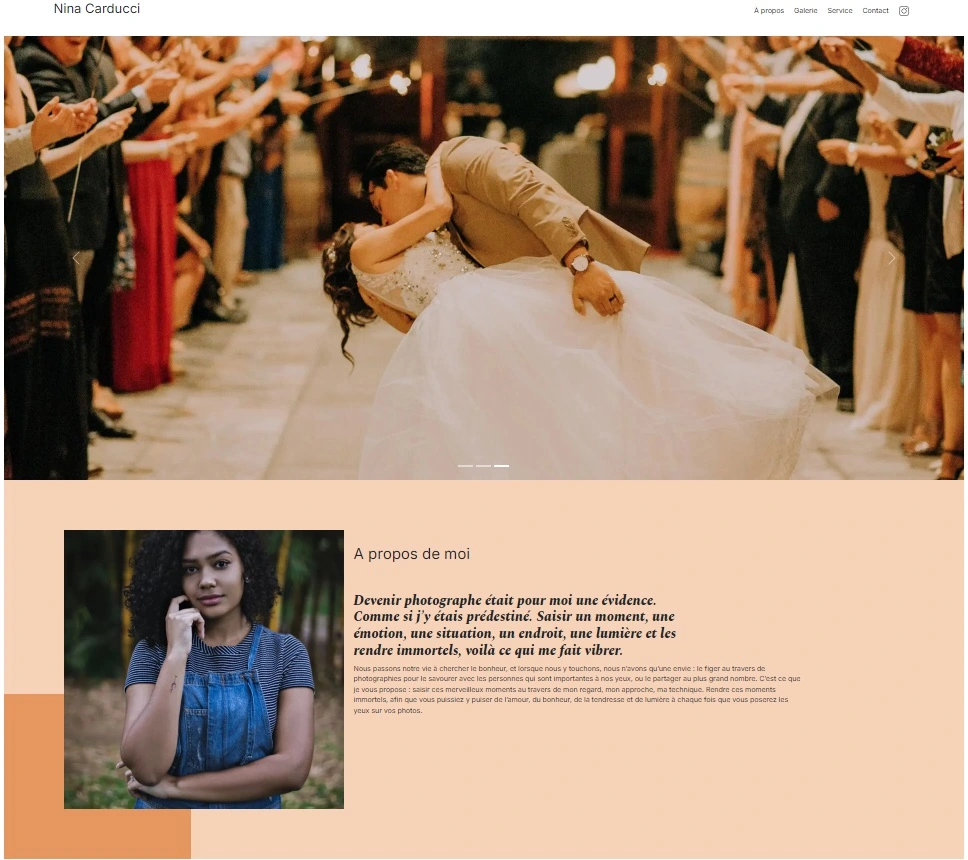 Nina Carducci
À propos Galerie Service Contact
A propos de moi
Devenir photographe était pour moi une évidence.
Comme si j'y étais prédestiné. Saisir un moment, une
émotion, une situation, un endroit, une lumière et les
rendre immortels, voilà ce qui me fait vibrer.
Nous passons notre vie à chercher le bonheur, et lorsque nous y touchons, nous n'avons qu'une envie : le figer au travers de
photographies pour le savourer avec les personnes qui sont importantes à nos yeux, ou le partager au plus grand nombre. C'est ce que
je vous propose : saisir ces merveilleux moments au travers de mon regard, mon approche, ma technique. Rendre ces moments
immortels, afin que vous puissiez y puiser de l'amour, du bonheur, de la tendresse et de lumière à chaque fois que vous poserez les
yeux sur vos photos.